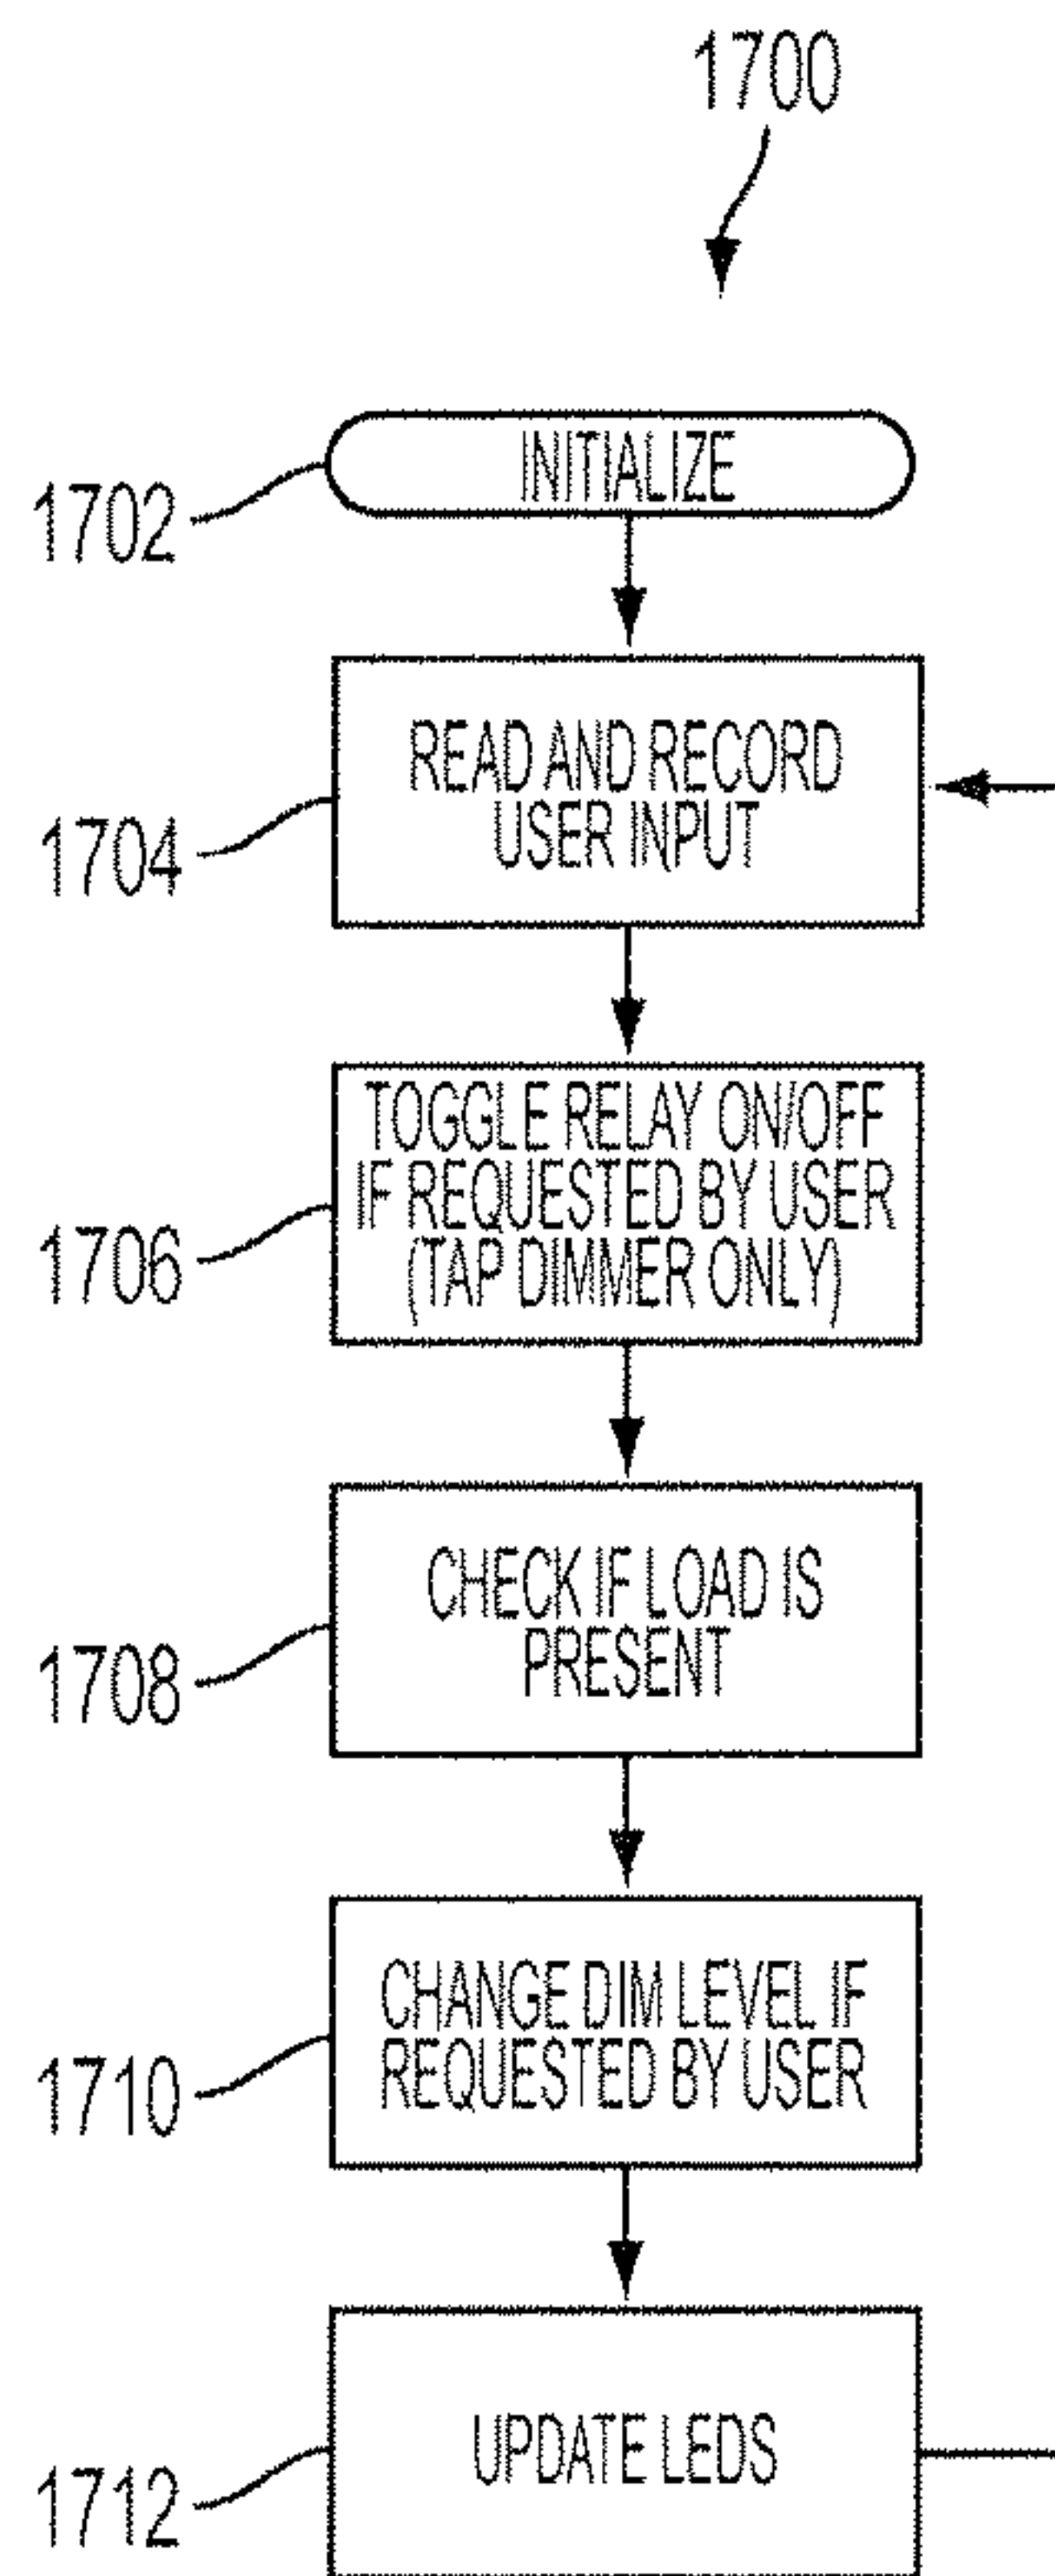 1700
INITIALIZE
1702
READ AND RECORD
USER INPUT
1704
TOGGLE RELAY ON/OFF
IF REQUESTED BY USER
(TAP DIMMER ONLY)
1706
CHECK IF LOAD IS
PRESENT
1708
CHANGE DIM LEVEL IF
REQUESTED BY USER
1710
UPDATE LEDS
1712